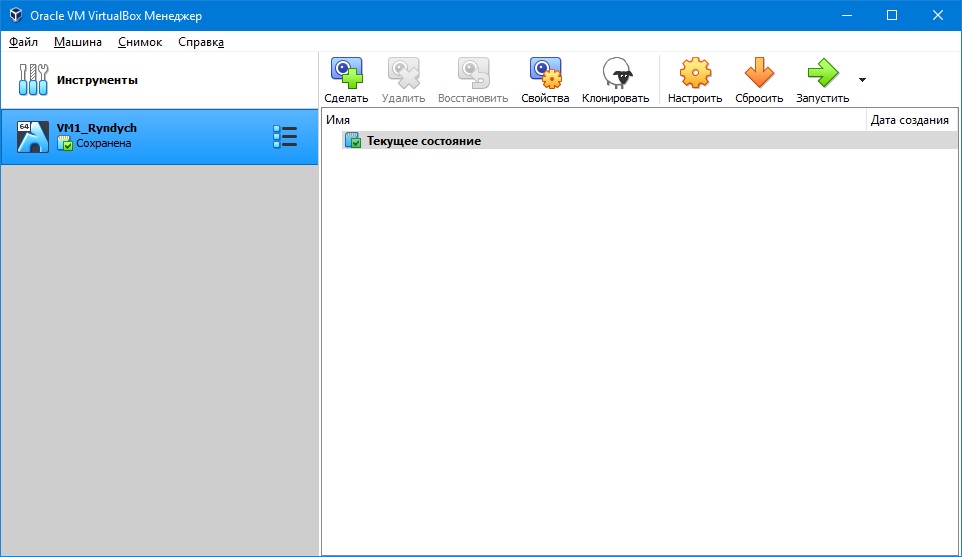 Oracle VM VirtualBox Менеджер
Файл Машина Снимок Справка
Инструменты
Сделать Удалить Восстановить Свойства Клонировать Настроить Сбросить Запустить
Имя Дата создания
64 VM1_Ryndych
Сохранена
Текущее состояние